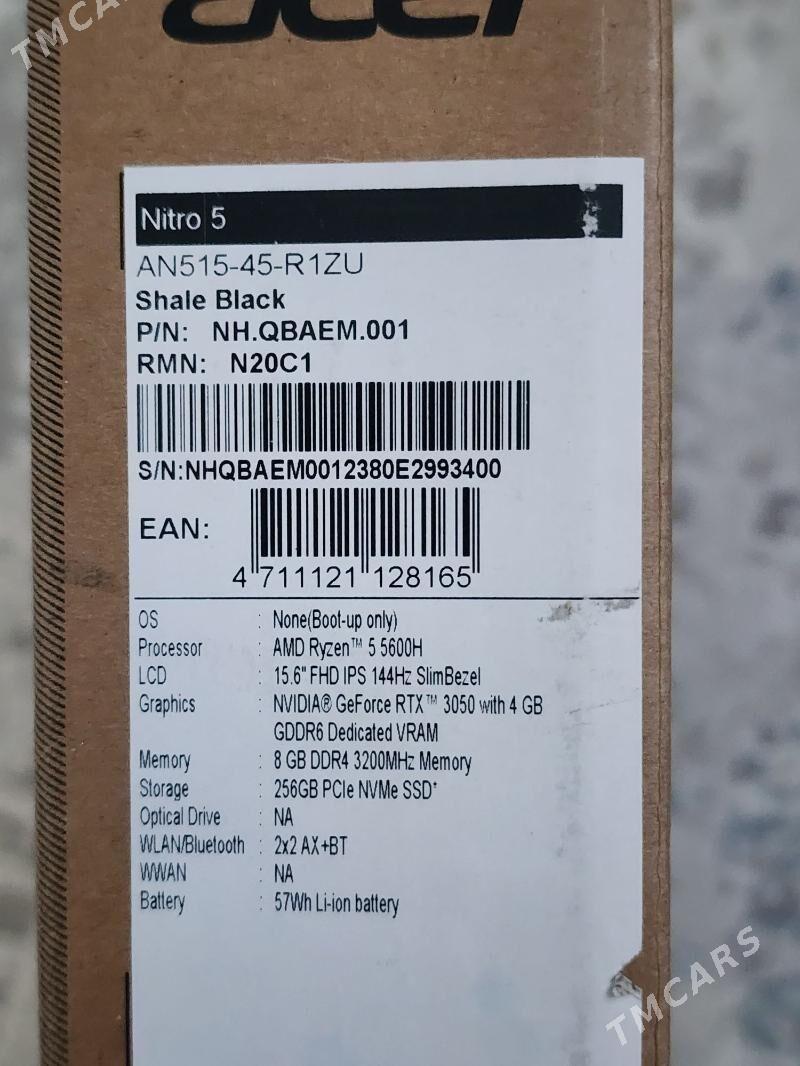 TMCARS
acer
Nitro 5
AN515-45-R1ZU
Shale Black
P/N: NH.QBAEM.001
RMN: N20C1
S/N:NHQBAEM0012380E2993400
EAN:
4 711121 128165
OS : None(Boot-up only)
Processor : AMD Ryzen™ 5 5600H
LCD : 15.6" FHD IPS 144Hz SlimBezel
Graphics : NVIDIA® GeForce RTX™ 3050 with 4 GB
GDDR6 Dedicated VRAM
Memory : 8 GB DDR4 3200MHz Memory
Storage : 256GB PCIe NVMe SSD*
Optical Drive : NA
WLAN/Bluetooth : 2x2 AX+BT
WWAN : NA
Battery : 57Wh Li-ion battery
TMCARS